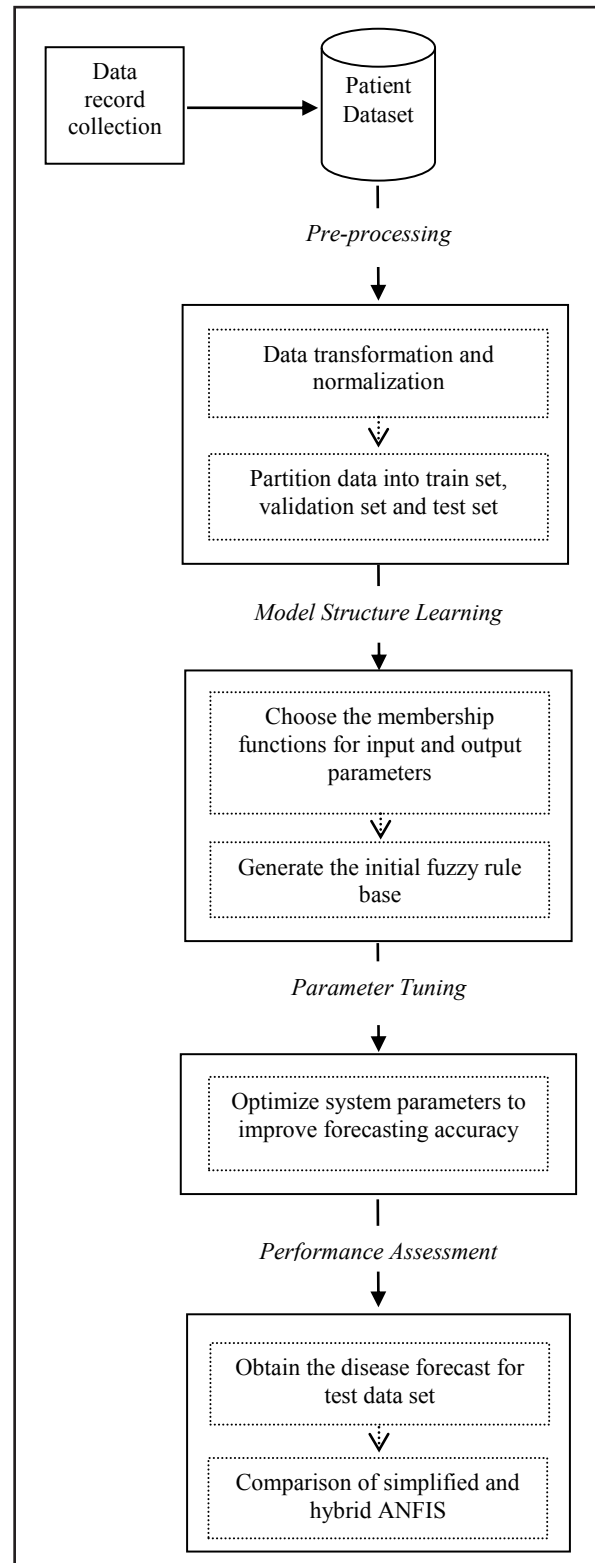 Data
record
collection
Patient
Dataset
Pre-processing
Data transformation and
normalization
Partition data into train set,
validation set and test set
Model Structure Learning
Choose the membership
functions for input and output
parameters
Generate the initial fuzzy rule
base
Parameter Tuning
Optimize system parameters to
improve forecasting accuracy
Performance Assessment
Obtain the disease forecast for
test data set
Comparison of simplified and
hybrid ANFIS